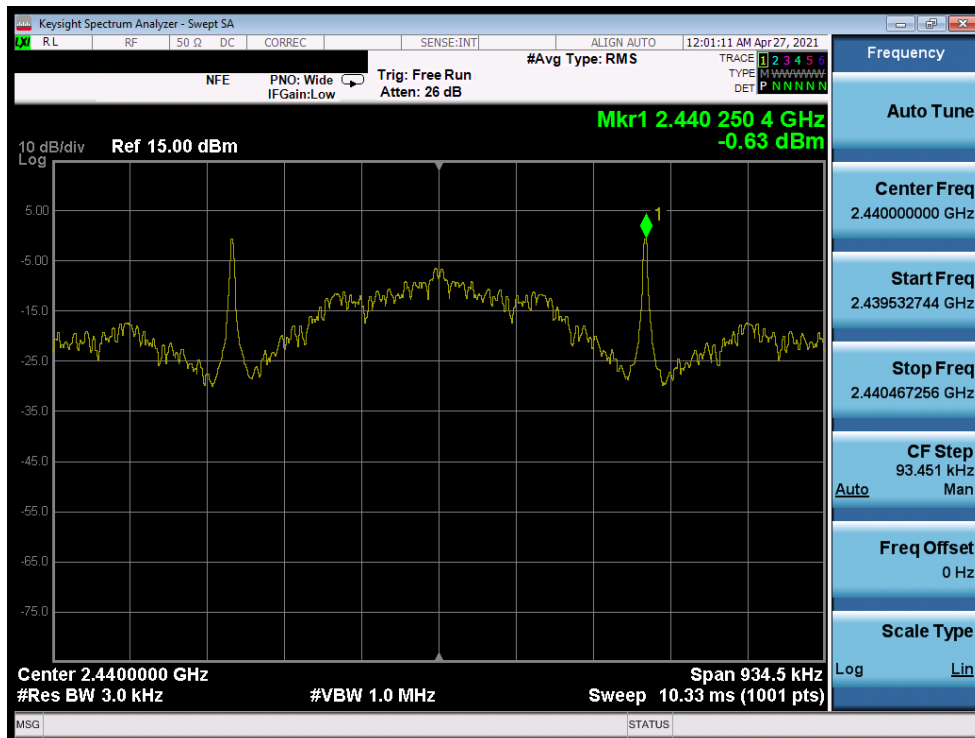 Keysight Spectrum Analyzer - Swept SA
LXI RL RF 50 Ω DC CORREC SENSE:INT ALIGN AUTO 12:01:11 AM Apr 27, 2021
#Avg Type: RMS
TRACE 1 2 3 4 5 6
TYPE MWWWWW
DET P N N N N N
NFE
PNO: Wide
IFGain:Low
Trig: Free Run
Atten: 26 dB
Mkr1 2.440 250 4 GHz
-0.63 dBm
10 dB/div Ref 15.00 dBm
Log
1
5.00
-5.00
-15.0
-25.0
-35.0
-45.0
-55.0
-65.0
-75.0
Center 2.4400000 GHz Span 934.5 kHz
#Res BW 3.0 kHz #VBW 1.0 MHz Sweep 10.33 ms (1001 pts)
MSG STATUS
Frequency
Auto Tune
Center Freq
2.440000000 GHz
Start Freq
2.439532744 GHz
Stop Freq
2.440467256 GHz
CF Step
93.451 kHz
Auto Man
Freq Offset
0 Hz
Scale Type
Log Lin